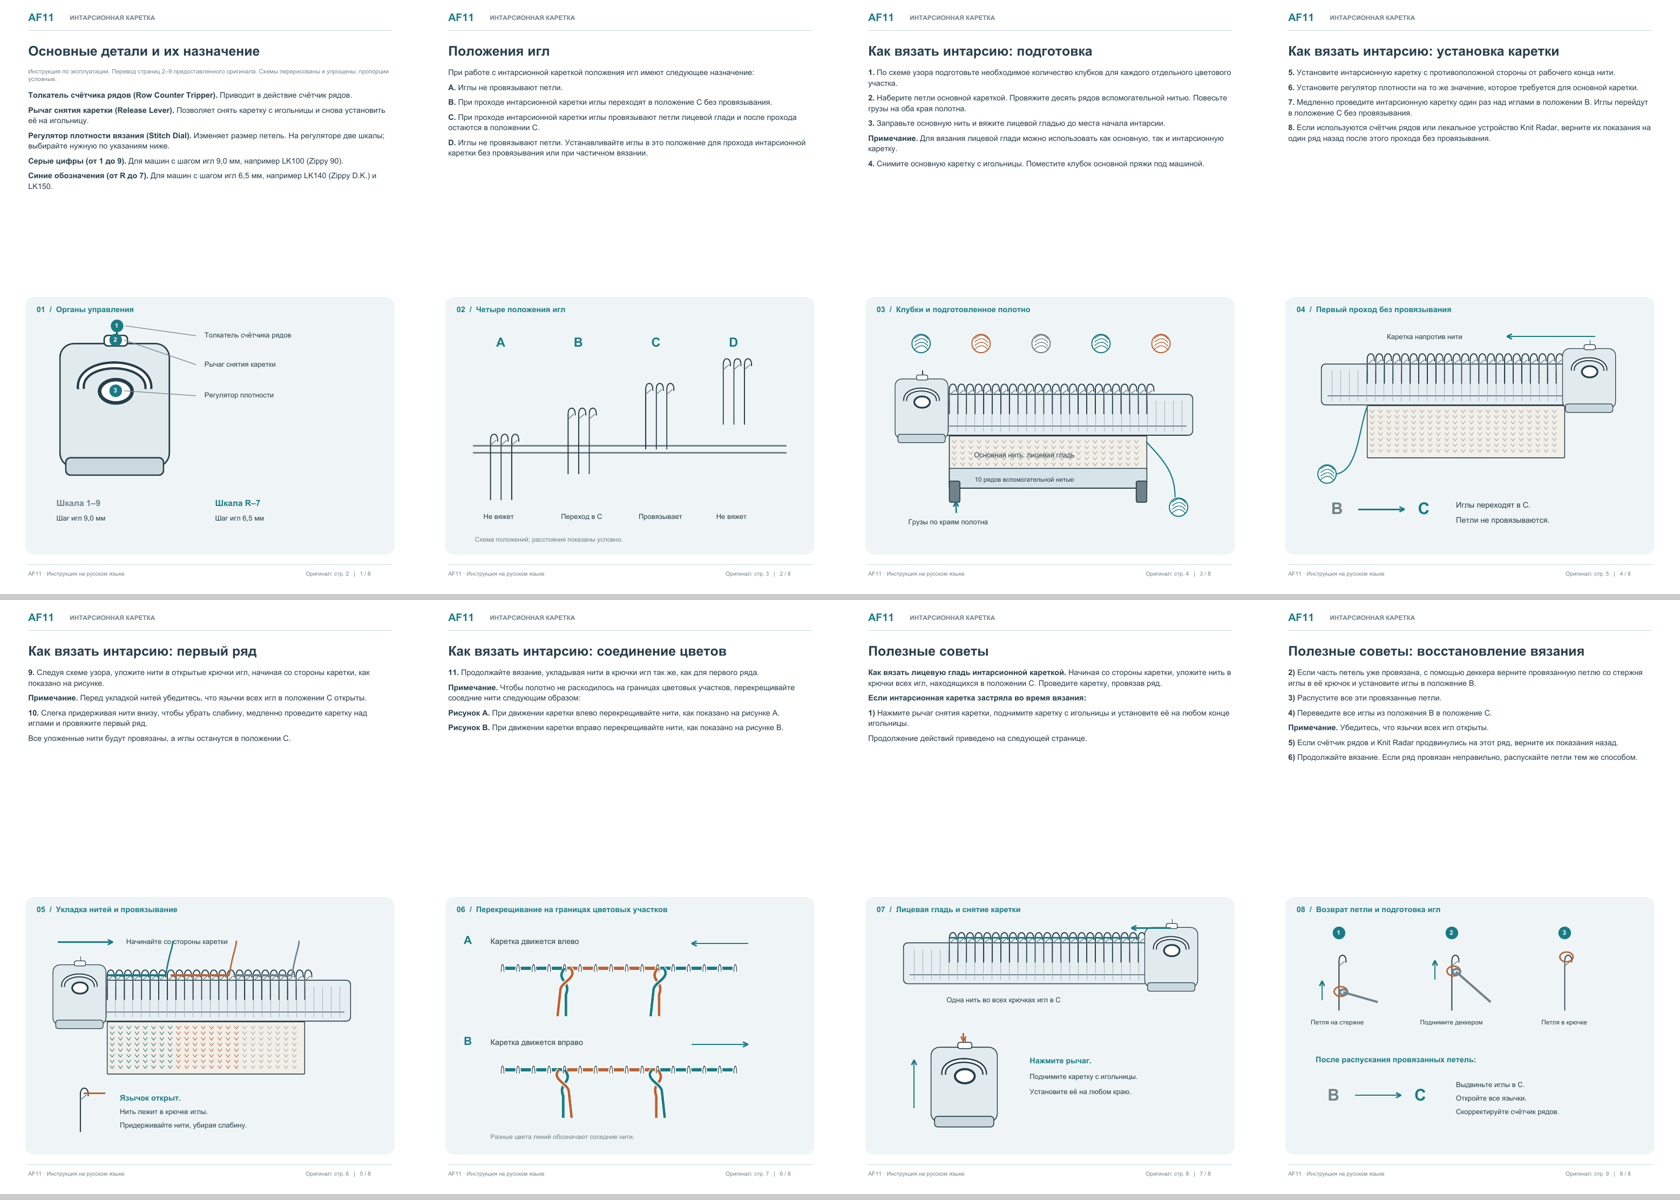 AF11 ИНТАРСИОННАЯ КАРЕТКА
Основные детали и их назначение
Инструкция по эксплуатации. Перевод страниц 2–9 предоставленного оригинала. Схемы перерисованы и упрощены; пропорции
условные.
Толкатель счётчика рядов (Row Counter Tripper). Приводит в действие счётчик рядов.
Рычаг снятия каретки (Release Lever). Позволяет снять каретку с игольницы и снова установить
её на игольницу.
Регулятор плотности вязания (Stitch Dial). Изменяет размер петель. На регуляторе две шкалы;
выбирайте нужную по указаниям ниже.
Серые цифры (от 1 до 9). Для машин с шагом игл 9,0 мм, например LK100 (Zippy 90).
Синие обозначения (от R до 7). Для машин с шагом игл 6,5 мм, например LK140 (Zippy D.K.) и
LK150.
01 / Органы управления
1
2
3
Толкатель счётчика рядов
Рычаг снятия каретки
Регулятор плотности
Шкала 1–9
Шаг игл 9,0 мм
Шкала R–7
Шаг игл 6,5 мм
AF11 · Инструкция на русском языке
Оригинал: стр. 2 | 1 / 8
AF11 ИНТАРСИОННАЯ КАРЕТКА
Положения игл
При работе с интарсионной кареткой положения игл имеют следующее назначение:
A. Иглы не провязывают петли.
B. При проходе интарсионной каретки иглы переходят в положение C без провязывания.
C. При проходе интарсионной каретки иглы провязывают петли лицевой глади и после прохода
остаются в положении C.
D. Иглы не провязывают петли. Устанавливайте иглы в это положение для прохода интарсионной
каретки без провязывания или при частичном вязании.
02 / Четыре положения игл
A B C D
Не вяжет
Переход в C
Провязывает
Не вяжет
Схема положений; расстояния показаны условно.
AF11 · Инструкция на русском языке
Оригинал: стр. 3 | 2 / 8
AF11 ИНТАРСИОННАЯ КАРЕТКА
Как вязать интарсию: подготовка
1. По схеме узора подготовьте необходимое количество клубков для каждого отдельного цветового
участка.
2. Наберите петли основной кареткой. Провяжите десять рядов вспомогательной нитью. Повесьте
грузы на оба края полотна.
3. Заправьте основную нить и вяжите лицевой гладью до места начала интарсии.
Примечание. Для вязания лицевой глади можно использовать как основную, так и интарсионную
каретку.
4. Снимите основную каретку с игольницы. Поместите клубок основной пряжи под машиной.
03 / Клубки и подготовленное полотно
Основная нить: лицевая гладь
10 рядов вспомогательной нитью
Грузы по краям полотна
AF11 · Инструкция на русском языке
Оригинал: стр. 4 | 3 / 8
AF11 ИНТАРСИОННАЯ КАРЕТКА
Как вязать интарсию: установка каретки
5. Установите интарсионную каретку с противоположной стороны от рабочего конца нити.
6. Установите регулятор плотности на то же значение, которое требуется для основной каретки.
7. Медленно проведите интарсионную каретку один раз над иглами в положении B. Иглы перейдут
в положение C без провязывания.
8. Если используются счётчик рядов или лекальное устройство Knit Radar, верните их показания на
один ряд назад после этого прохода без провязывания.
04 / Первый проход без провязывания
Каретка напротив нити
B C
Иглы переходят в C.
Петли не провязываются.
AF11 · Инструкция на русском языке
Оригинал: стр. 5 | 4 / 8
AF11 ИНТАРСИОННАЯ КАРЕТКА
Как вязать интарсию: первый ряд
9. Следуя схеме узора, уложите нити в открытые крючки игл, начиная со стороны каретки, как
показано на рисунке.
Примечание. Перед укладкой нитей убедитесь, что язычки всех игл в положении C открыты.
10. Слегка придерживая нити внизу, чтобы убрать слабину, медленно проведите каретку над
иглами и провяжите первый ряд.
Все уложенные нити будут провязаны, а иглы останутся в положении C.
05 / Укладка нитей и провязывание
Начинайте со стороны каретки
Язычок открыт.
Нить лежит в крючке иглы.
Придерживайте нити, убирая слабину.
AF11 · Инструкция на русском языке
Оригинал: стр. 6 | 5 / 8
AF11 ИНТАРСИОННАЯ КАРЕТКА
Как вязать интарсию: соединение цветов
11. Продолжайте вязание, укладывая нити в крючки игл так же, как для первого ряда.
Примечание. Чтобы полотно не расходилось на границах цветовых участков, перекрещивайте
соседние нити следующим образом:
Рисунок A. При движении каретки влево перекрещивайте нити, как показано на рисунке A.
Рисунок B. При движении каретки вправо перекрещивайте нити, как показано на рисунке B.
06 / Перекрещивание на границах цветовых участков
A Каретка движется влево
B Каретка движется вправо
Разные цвета линий обозначают соседние нити.
AF11 · Инструкция на русском языке
Оригинал: стр. 7 | 6 / 8
AF11 ИНТАРСИОННАЯ КАРЕТКА
Полезные советы
Как вязать лицевую гладь интарсионной кареткой. Начиная со стороны каретки, уложите нить в
крючки всех игл, находящихся в положении C. Проведите каретку, провязав ряд.
Если интарсионная каретка застряла во время вязания:
1) Нажмите рычаг снятия каретки, поднимите каретку с игольницы и установите её на любом конце
игольницы.
Продолжение действий приведено на следующей странице.
07 / Лицевая гладь и снятие каретки
Одна нить во всех крючках игл в C
Нажмите рычаг.
Поднимите каретку с игольницы.
Установите её на любом краю.
AF11 · Инструкция на русском языке
Оригинал: стр. 8 | 7 / 8
AF11 ИНТАРСИОННАЯ КАРЕТКА
Полезные советы: восстановление вязания
2) Если часть петель уже провязана, с помощью деккера верните провязанную петлю со стержня
иглы в её крючок и установите иглы в положение B.
3) Распустите все эти провязанные петли.
4) Переведите все иглы из положения B в положение C.
Примечание. Убедитесь, что язычки всех игл открыты.
5) Если счётчик рядов и Knit Radar продвинулись на этот ряд, верните их показания назад.
6) Продолжайте вязание. Если ряд провязан неправильно, распускайте петли тем же способом.
08 / Возврат петли и подготовка игл
1 2 3
Петля на стержне
Поднимите деккером
Петля в крючке
После распускания провязанных петель:
B C
Выдвиньте иглы в C.
Откройте все язычки.
Скорректируйте счётчик рядов.
AF11 · Инструкция на русском языке
Оригинал: стр. 9 | 8 / 8